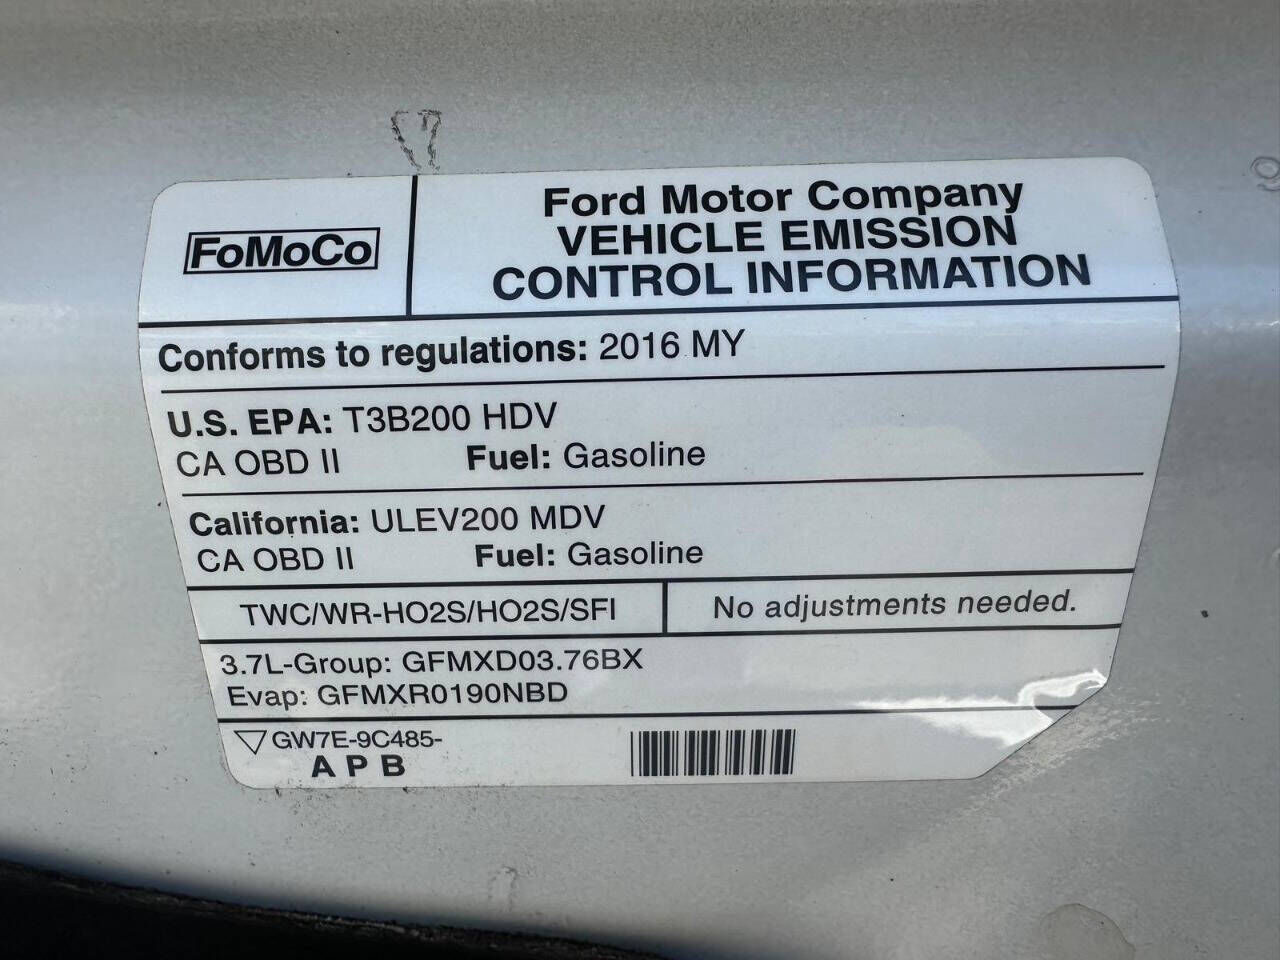 FoMoCo
Ford Motor Company
VEHICLE EMISSION
CONTROL INFORMATION
Conforms to regulations: 2016 MY
U.S. EPA: T3B200 HDV
CA OBD II Fuel: Gasoline
California: ULEV200 MDV
CA OBD II Fuel: Gasoline
TWC/WR-HO2S/HO2S/SFI
No adjustments needed.
3.7L-Group: GFMXD03.76BX
Evap: GFMXR0190NBD
GW7E-9C485-
A P B